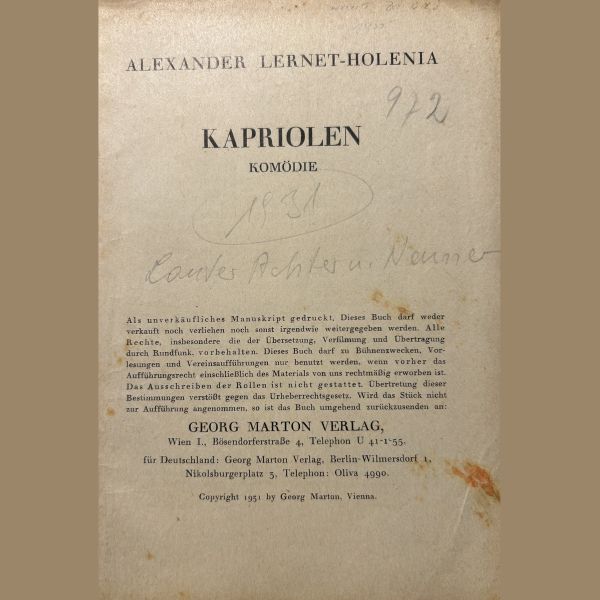 ALEXANDER LERNET-HOLENIA
972
KAPRIOLEN
KOMÖDIE
1931
Lauter Achter u. Neuner
Als unverkäufliches Manuskript gedruckt. Dieses Buch darf weder
verkauft noch verliehen noch sonst irgendwie weitergegeben werden. Alle
Rechte, insbesondere die der Übersetzung, Verfilmung und Übertragung
durch Rundfunk, vorbehalten. Dieses Buch darf zu Bühnenzwecken, Vor-
lesungen und Vereinsaufführungen nur benutzt werden, wenn vorher das
Aufführungsrecht einschließlich des Materials von uns rechtmäßig erworben ist.
Das Ausschreiben der Rollen ist nicht gestattet. Übertretung dieser
Bestimmungen verstößt gegen das Urheberrechtsgesetz. Wird das Stück nicht
zur Aufführung angenommen, so ist das Buch umgehend zurückzusenden an:
GEORG MARTON VERLAG,
Wien I., Bösendorferstraße 4, Telephon U 41-1-55.
für Deutschland: Georg Marton Verlag, Berlin-Wilmersdorf 1,
Nikolsburgerplatz 3, Telephon: Oliva 4990.
Copyright 1931 by Georg Marton, Vienna.